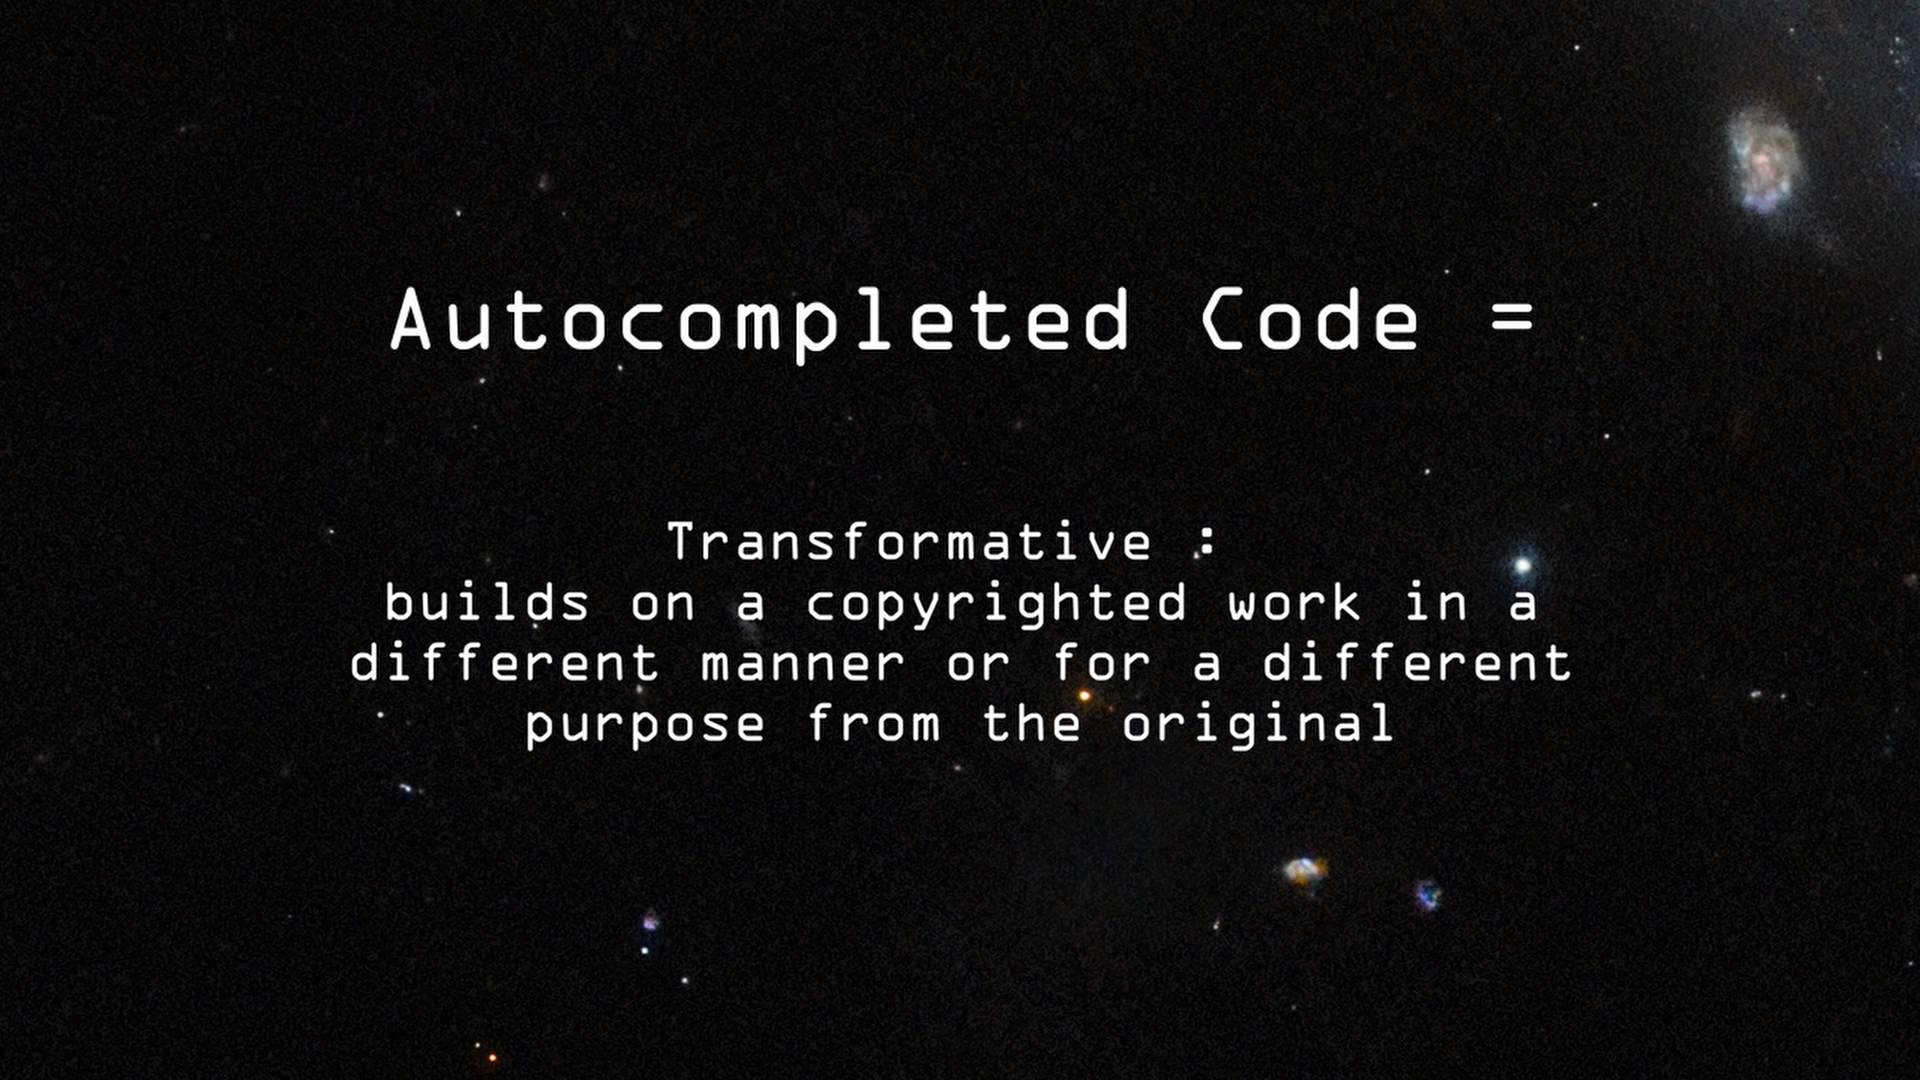 Autocompleted Code =
Transformative :
builds on a copyrighted work in a
different manner or for a different
purpose from the original